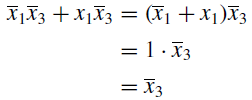 x̅₁x̅₃ + x₁x̅₃ = (x̅₁ + x₁)x̅₃
= 1 · x̅₃
= x̅₃